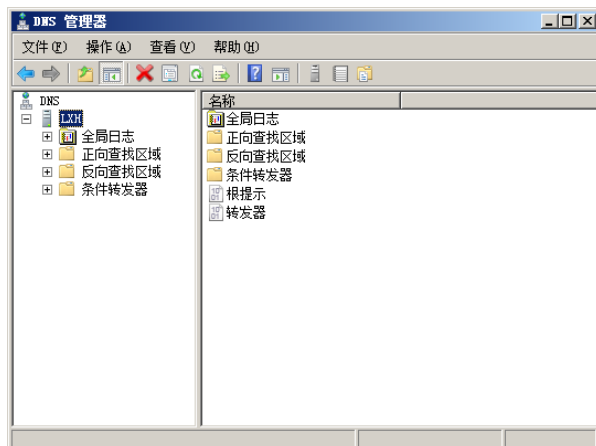 DNS 管理器
文件(F) 操作(A) 查看(V) 帮助(H)
DNS
LXH
全局日志
正向查找区域
反向查找区域
条件转发器
名称
全局日志
正向查找区域
反向查找区域
条件转发器
根提示
转发器